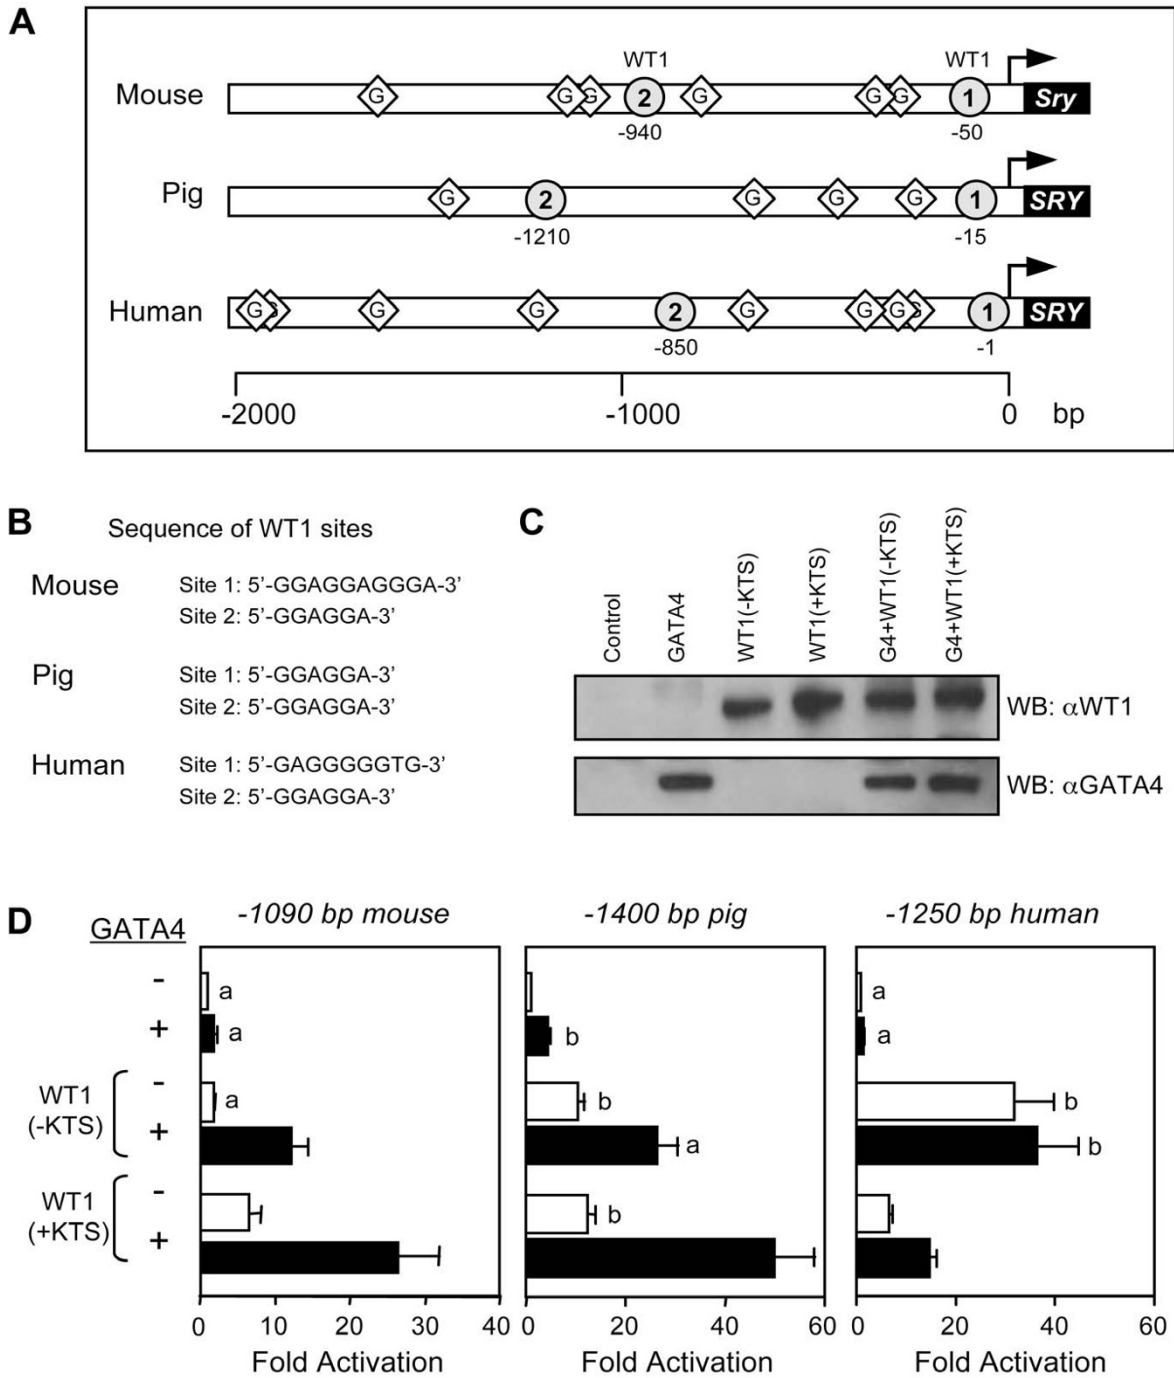 A
WT1 WT1
Mouse G G G 2 G G G 1 Sry
-940 -50
Pig G 2 G G G 1 SRY
-1210 -15
Human G G G G 2 G G G G 1 SRY
-850 -1
-2000 -1000 0 bp
B
Sequence of WT1 sites
Mouse Site 1: 5’-GGAGGAGGGA-3’
Site 2: 5’-GGAGGA-3’
Pig Site 1: 5’-GGAGGA-3’
Site 2: 5’-GGAGGA-3’
Human Site 1: 5’-GAGGGGGTG-3’
Site 2: 5’-GGAGGA-3’
C
Control
GATA4
WT1(-KTS)
WT1(+KTS)
G4+WT1(-KTS)
G4+WT1(+KTS)
WB: αWT1
WB: αGATA4
D
GATA4
-1090 bp mouse -1400 bp pig -1250 bp human
- a a
+ a b a
WT1 (-KTS)
- a b b
+ a b
WT1 (+KTS)
- b
+
0 10 20 30 40 0 20 40 60 0 20 40 60
Fold Activation Fold Activation Fold Activation